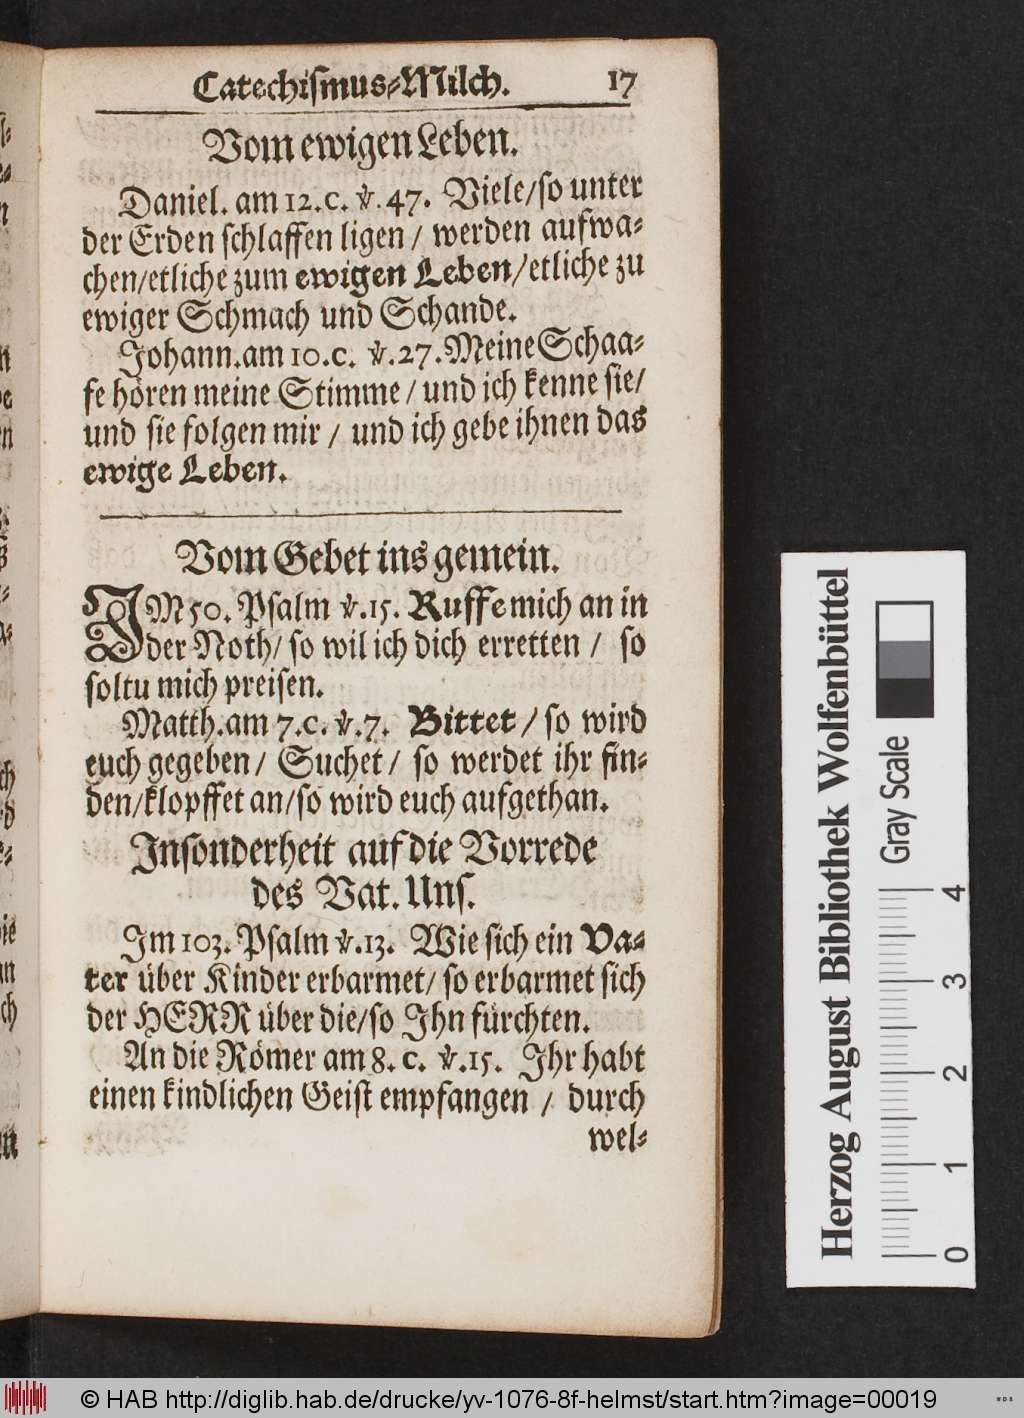 Catechismus-Milch. 17
Vom ewigen Leben.
Daniel. am 12. c. ℣. 47. Viele/ so unter
der Erden schlaffen ligen / werden aufwa-
chen/ etliche zum ewigen Leben/ etliche zu
ewiger Schmach und Schande.
Johann. am 10. c. ℣. 27. Meine Schaa-
fe hören meine Stimme / und ich kenne sie/
und sie folgen mir / und ich gebe ihnen das
ewige Leben.
Vom Gebet ins gemein.
IM 50. Psalm ℣. 15. Ruffe mich an in
der Noth/ so wil ich dich erretten / so
soltu mich preisen.
Matth. am 7. c. ℣. 7. Bittet / so wird
euch gegeben / Suchet / so werdet ihr fin-
den/ klopffet an/ so wird euch aufgethan.
Insonderheit auf die Vorrede
des Vat. Uns.
Im 103. Psalm ℣. 13. Wie sich ein Va-
ter über Kinder erbarmet/ so erbarmet sich
der HERR über die/ so Ihn fürchten.
An die Römer am 8. c. ℣. 15. Ihr habt
einen kindlichen Geist empfangen / durch
wel-
Herzog August Bibliothek Wolfenbüttel
Gray Scale
0 1 2 3 4
© HAB http://diglib.hab.de/drucke/yv-1076-8f-helmst/start.htm?image=00019